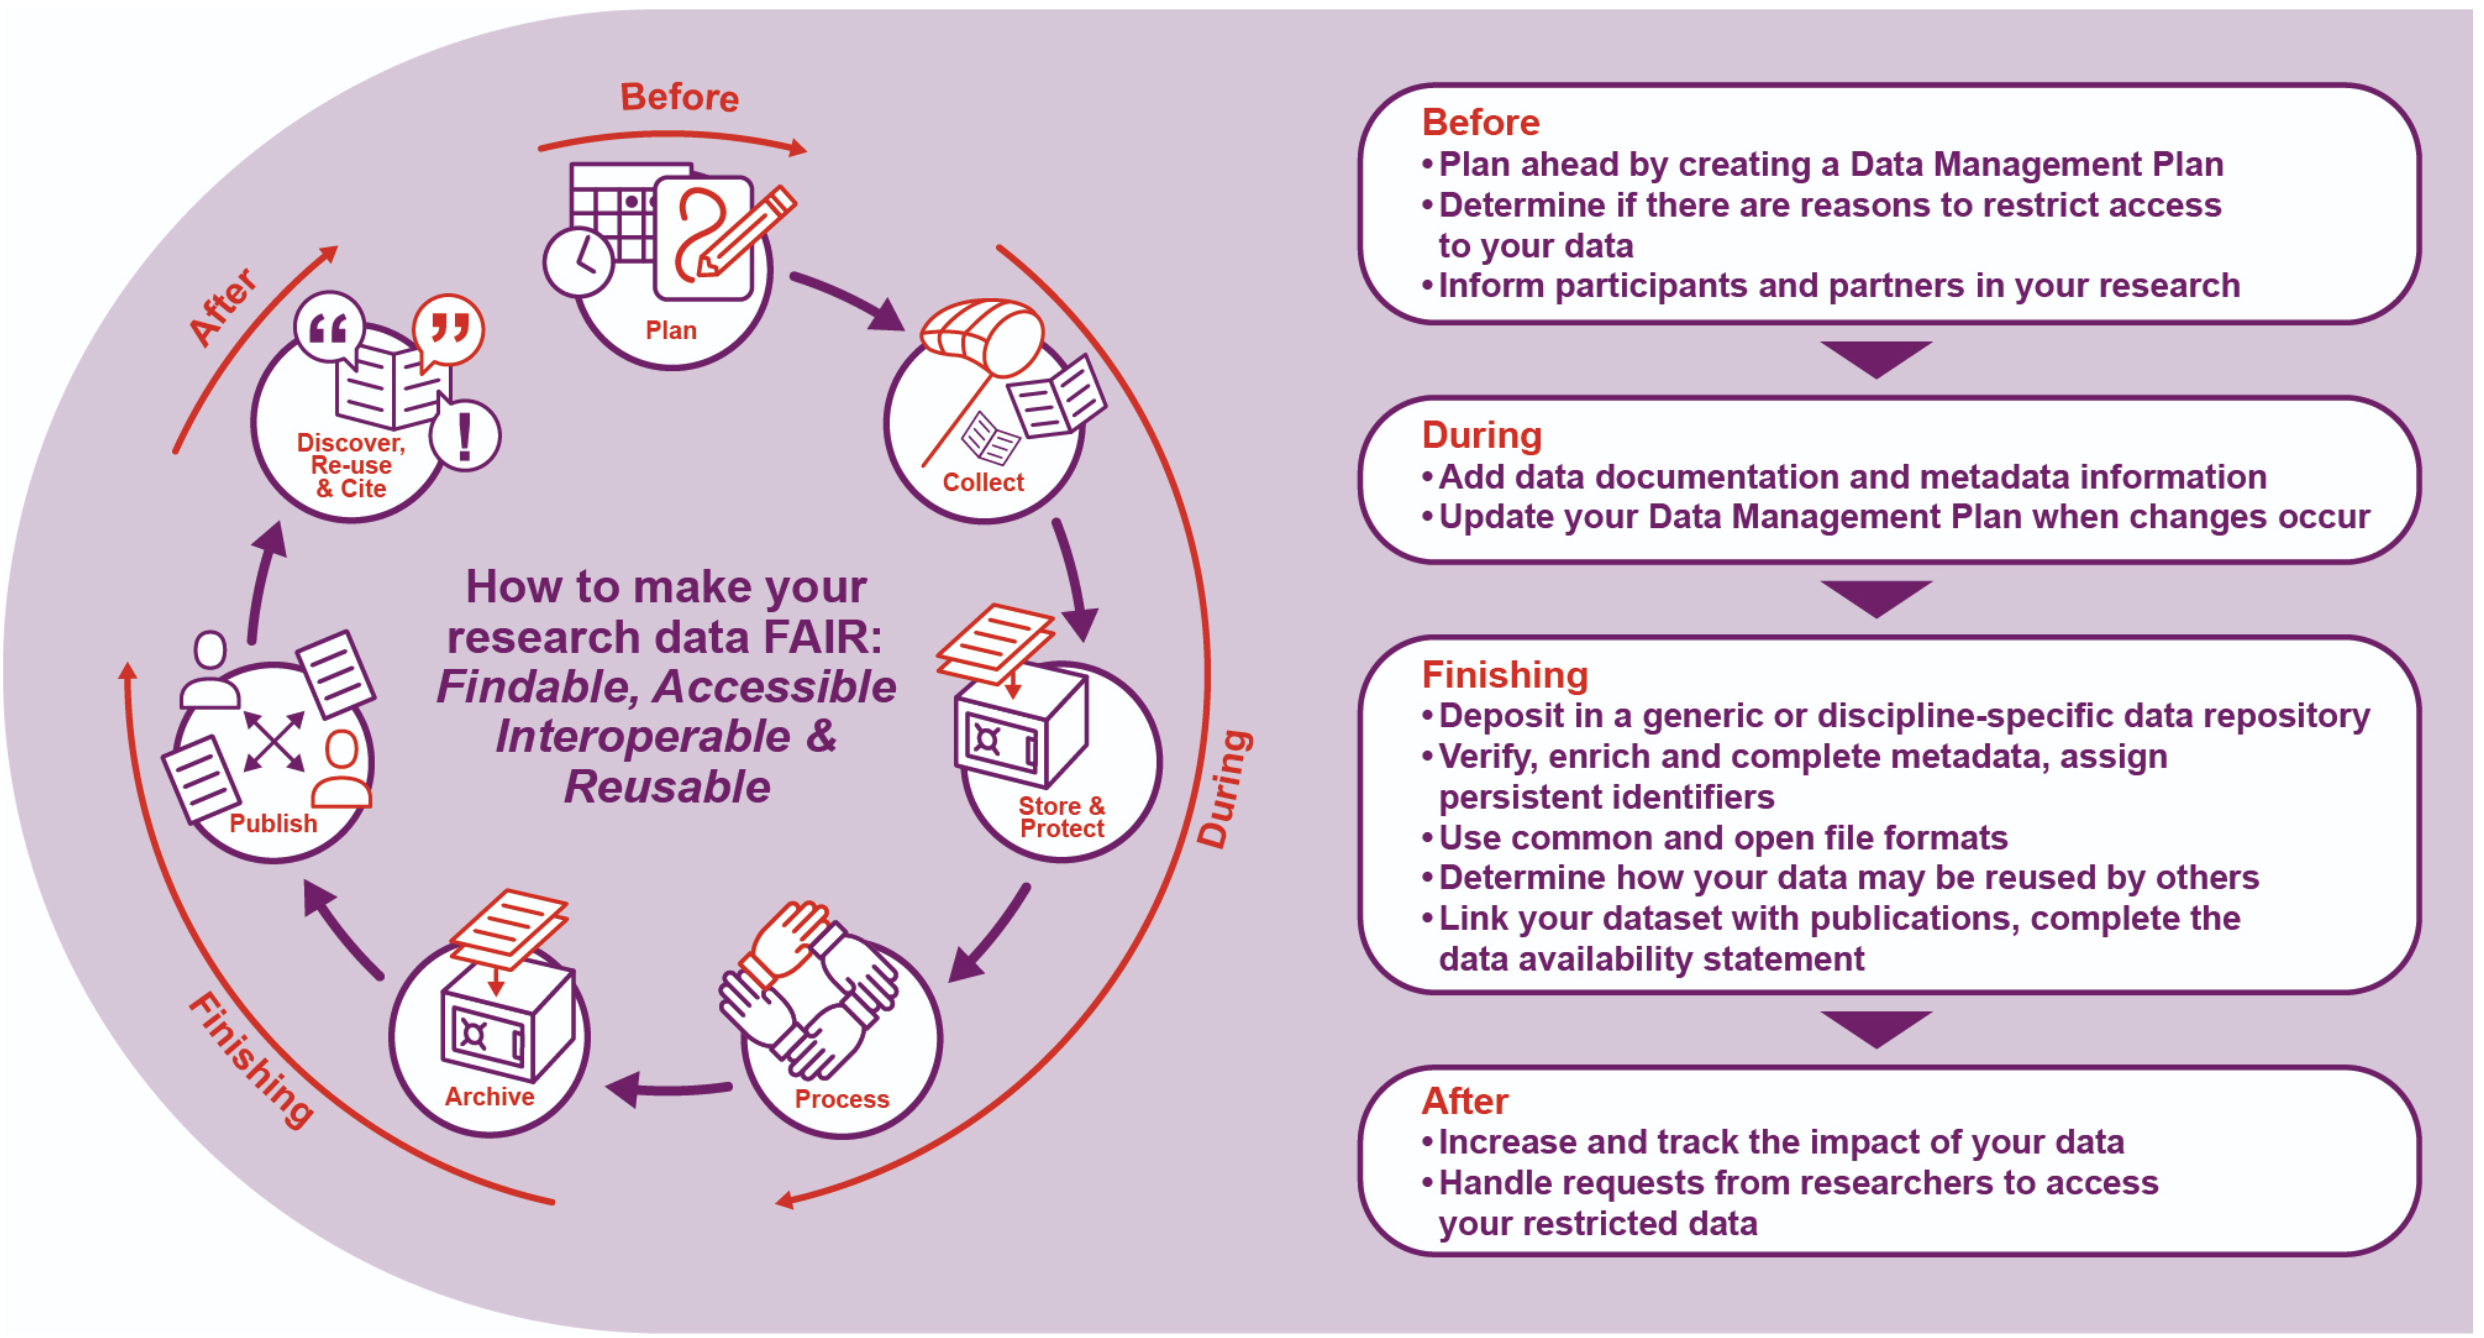 Before
Plan
Collect
Store &
Protect
During
Process
Archive
Finishing
Publish
Discover,
Re-use
& Cite
After
How to make your
research data FAIR:
Findable, Accessible
Interoperable &
Reusable
Before
•Plan ahead by creating a Data Management Plan
•Determine if there are reasons to restrict access
to your data
•Inform participants and partners in your research
During
•Add data documentation and metadata information
•Update your Data Management Plan when changes occur
Finishing
•Deposit in a generic or discipline-specific data repository
•Verify, enrich and complete metadata, assign
persistent identifiers
•Use common and open file formats
•Determine how your data may be reused by others
•Link your dataset with publications, complete the
data availability statement
After
•Increase and track the impact of your data
•Handle requests from researchers to access
your restricted data